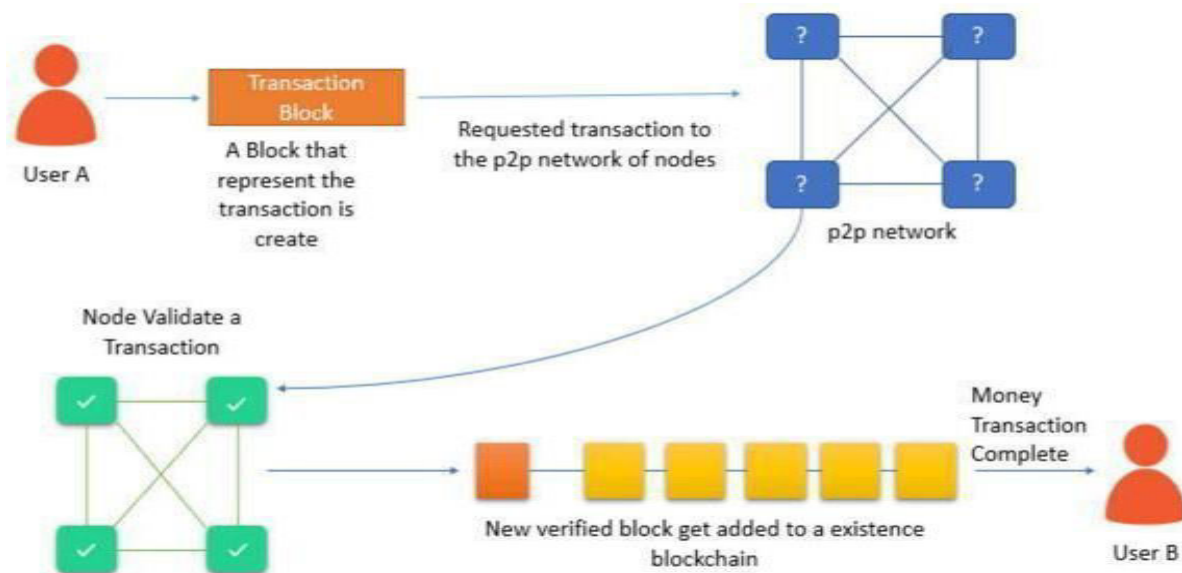 ?
?
Transaction
Block
User A
Requested transaction to
the p2p network of nodes
A Block that
represent the
transaction is
create
?
?
p2p network
Node Validate a
Transaction
Money
Transaction
Complete
New verified block get added to a existence
blockchain
User B